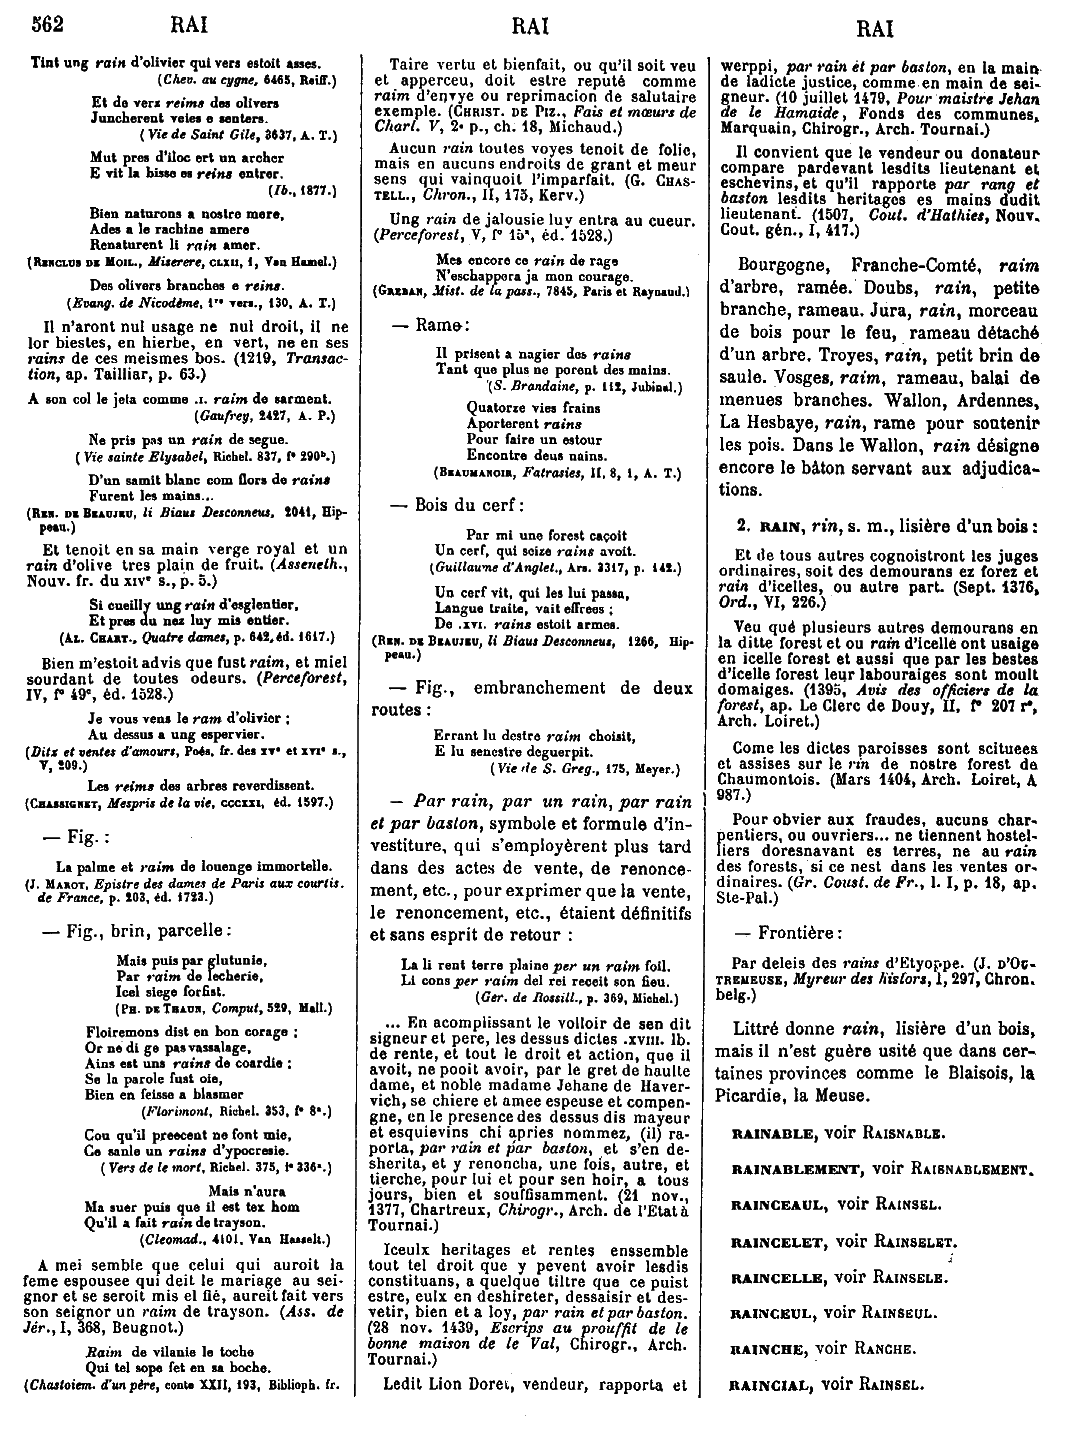 562 RAI RAI RAI
Tint ung rain d'olivier qui vers estoit asses.
(Chev. au cygne, 6465, Reiff.)
Et de verz reims des olivers
Juncherent veies e senters.
(Vie de Saint Gile, 3637, A. T.)
Mut pres d'iloc ert un archer
E vit la bisse es reins entrer.
(Ib., 1877.)
Bien naturons a nostre mere,
Ades a le rachine amere
Renaturent li rain amer.
(RENCLUS DE MOIL., Miserere, CLXII, 1, Van Hamel.)
Des olivers branches e reins.
(Evang. de Nicodème, 1re vers., 130, A. T.)
Il n'aront nul usage ne nul droit, il ne
lor biestes, en hierbe, en vert, ne en ses
rains de ces meismes bos. (1219, Transac-
tion, ap. Tailliar, p. 63.)
A son col le jeta comme .I. raim de sarment.
(Gaufrey, 2427, A. P.)
Ne pris pas un rain de segue.
(Vie sainte Elysabel, Richel. 837, f° 290b.)
D'un samit blanc com flors de rains
Furent les mains...
(REN. DE BEAUJEU, li Biaus Desconneus, 2041, Hip-
peau.)
Et tenoit en sa main verge royal et un
rain d'olive tres plain de fruit. (Asseneth.,
Nouv. fr. du XIVe s., p. 5.)
Si cueilly ung rain d'esglentier,
Et pres du nez luy mis entier.
(AL. CHART., Quatre dames, p. 642, éd. 1617.)
Bien m'estoit advis que fust raim, et miel
sourdant de toutes odeurs. (Perceforest,
IV, f° 49c, éd. 1528.)
Je vous vens le ram d'olivier ;
Au dessus a ung espervier.
(Ditz et ventes d'amours, Poés. fr. des XVe et XVIe s.,
V, 209.)
Les reims des arbres reverdissent.
(CHASSIGNET, Mespris de la vie, CCCXXI, éd. 1597.)
— Fig. :
La palme et raim de louenge immortelle.
(J. MAROT, Epistre des dames de Paris aux courtis.
de France, p. 203, éd. 1723.)
— Fig., brin, parcelle :
Mais puis par glutunie,
Par raim de lecherie,
Icel siege forfist.
(PH. DE THAUN, Comput, 529, Mall.)
Floiremons dist en bon corage ;
Or ne di ge pas vassalage,
Ains est uns rains de coardie ;
Se la parole fust oie,
Bien en feisse a blasmer
(Florimont, Richel. 353, f° 8a.)
Cou qu'il preecent ne font mie,
Ce sanle un rains d'ypocresie.
(Vers de le mort, Richel. 375, f° 336a.)
Mais n'aura
Ma suer puis que il est tex hom
Qu'il a fait rain de trayson.
(Cleomad., 4101, Van Hasselt.)
A mei semble que celui qui auroit la
feme espousee qui deit le mariage au sei-
gnor et se seroit mis el flé, aureit fait vers
son seignor un raim de trayson. (Ass. de
Jér., I, 368, Beugnot.)
Raim de vilanie le toche
Qui tel sope fet en sa boche.
(Chastoiem. d'un père, conte XXII, 193, Biblioph. fr.
Taire vertu et bienfait, ou qu'il soit veu
et apperceu, doit estre reputé comme
raim d'envye ou reprimacion de salutaire
exemple. (CHRIST. DE PIZ., Fais et mœurs de
Charl. V, 2e p., ch. 18, Michaud.)
Aucun rain toutes voyes tenoit de folie,
mais en aucuns endroits de grant et meur
sens qui vainquoit l'imparfait. (G. CHAS-
TELL., Chron., II, 175, Kerv.)
Ung rain de jalousie luy entra au cueur.
(Perceforest, V, f° 15a, éd. 1528.)
Mes encore ce rain de rage
N'eschappera ja mon courage.
(GREBAN, Mist. de la pass., 7845, Paris et Raynaud.)
— Rame :
Il prisent a nagier des rains
Tant que plus ne porent des mains.
(S. Brandaine, p. 112, Jubinal.)
Quatorze vies frains
Aporterent rains
Pour faire un estour
Encontre deus nains.
(BEAUMANOIR, Fatrasies, II, 8, 1, A. T.)
— Bois du cerf :
Par mi une forest caçoit
Un cerf, qui seize rains avoit.
(Guillaume d'Anglet., Ars. 3317, p. 142.)
Un cerf vit, qui les lui passa,
Langue traite, vait effrees ;
De .XVI. rains estoit armes.
(REN. DE BEAUJEU, li Biaus Desconneus, 1266, Hip-
peau.)
— Fig., embranchement de deux
routes :
Errant lu destre raim choisit,
E lu senestre deguerpit.
(Vie de S. Greg., 175, Meyer.)
— Par rain, par un rain, par rain
et par baston, symbole et formule d'in-
vestiture, qui s'employèrent plus tard
dans des actes de vente, de renonce-
ment, etc., pour exprimer que la vente,
le renoncement, etc., étaient définitifs
et sans esprit de retour :
La li rent terre plaine per un raim foil.
Li cons per raim del rei receit son fieu.
(Ger. de Rossill., p. 369, Michel.)
... En acomplissant le volloir de sen dit
signeur et pere, les dessus dictes .XVIII. lb.
de rente, et tout le droit et action, que il
avoit, ne pooit avoir, par le gret de haulte
dame, et noble madame Jehane de Haver-
vich, se chiere et amee espeuse et compen-
gne, en le presence des dessus dis mayeur
et esquievins chi apries nommez, (il) ra-
porta, par rain et par baston, et s'en de-
sherita, et y renoncha, une fois, autre, et
tierche, pour lui et pour sen hoir, a tous
jours, bien et souffisamment. (21 nov.,
1377, Chartreux, Chirogr., Arch. de l'Etat à
Tournai.)
Iceulx heritages et rentes enssemble
tout tel droit que y pevent avoir lesdis
constituans, a quelque tiltre que ce puist
estre, eulx en deshireter, dessaisir et des-
vetir, bien et a loy, par rain et par baston.
(28 nov. 1439, Escrips au prouffit de le
bonne maison de le Val, Chirogr., Arch.
Tournai.)
Ledit Lion Doret, vendeur, rapporta et
werppi, par rain et par baston, en la main
de ladicte justice, comme en main de sei-
gneur. (10 juillet 1479, Pour maistre Jehan
de le Hamaide, Fonds des communes,
Marquain, Chirogr., Arch. Tournai.)
Il convient que le vendeur ou donateur
compare pardevant lesdits lieutenant et
eschevins, et qu'il rapporte par rang et
baston lesdits heritages es mains dudit
lieutenant. (1507, Cout. d'Hathies, Nouv.
Cout. gén., I, 417.)
Bourgogne, Franche-Comté, raim
d'arbre, ramée. Doubs, rain, petite
branche, rameau. Jura, rain, morceau
de bois pour le feu, rameau détaché
d'un arbre. Troyes, rain, petit brin de
saule. Vosges, raim, rameau, balai de
menues branches. Wallon, Ardennes,
La Hesbaye, rain, rame pour soutenir
les pois. Dans le Wallon, rain désigne
encore le bâton servant aux adjudica-
tions.
2. RAIN, rin, s. m., lisière d'un bois :
Et de tous autres cognoistront les juges
ordinaires, soit des demourans ez forez et
rain d'icelles, ou autre part. (Sept. 1376,
Ord., VI, 226.)
Veu qué plusieurs autres demourans en
la ditte forest et ou rain d'icelle ont usaige
en icelle forest et aussi que par les bestes
d'icelle forest leur labouraiges sont moult
domaiges. (1395, Avis des officiers de la
forest, ap. Le Clerc de Douy, II, f° 207 r°,
Arch. Loiret.)
Come les dictes paroisses sont scituees
et assises sur le rin de nostre forest de
Chaumontois. (Mars 1404, Arch. Loiret, A
987.)
Pour obvier aux fraudes, aucuns char-
pentiers, ou ouvriers... ne tiennent hostel-
liers doresnavant es terres, ne au rain
des forests, si ce nest dans les ventes or-
dinaires. (Gr. Coust. de Fr., l. I, p. 18, ap.
Ste-Pal.)
— Frontière :
Par deleis des rains d'Etyoppe. (J. D'OU-
TREMEUSE, Myreur des histors, I, 297, Chron.
belg.)
Littré donne rain, lisière d'un bois,
mais il n'est guère usité que dans cer-
taines provinces comme le Blaisois, la
Picardie, la Meuse.
RAINABLE, voir RAISNABLE.
RAINABLEMENT, voir RAISNABLEMENT.
RAINCEAUL, voir RAINSEL.
RAINCELET, voir RAINSELET.
RAINCELLE, voir RAINSELE.
RAINCEUL, voir RAINSEUL.
RAINCHE, voir RANCHE.
RAINCIAL, voir RAINSEL.